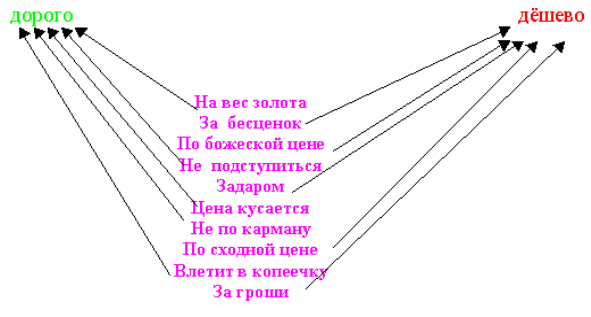 дорого
дёшево
На вес золота
За бесценок
По божеской цене
Не подступиться
Задаром
Цена кусается
Не по карману
По сходной цене
Влетит в копеечку
За гроши